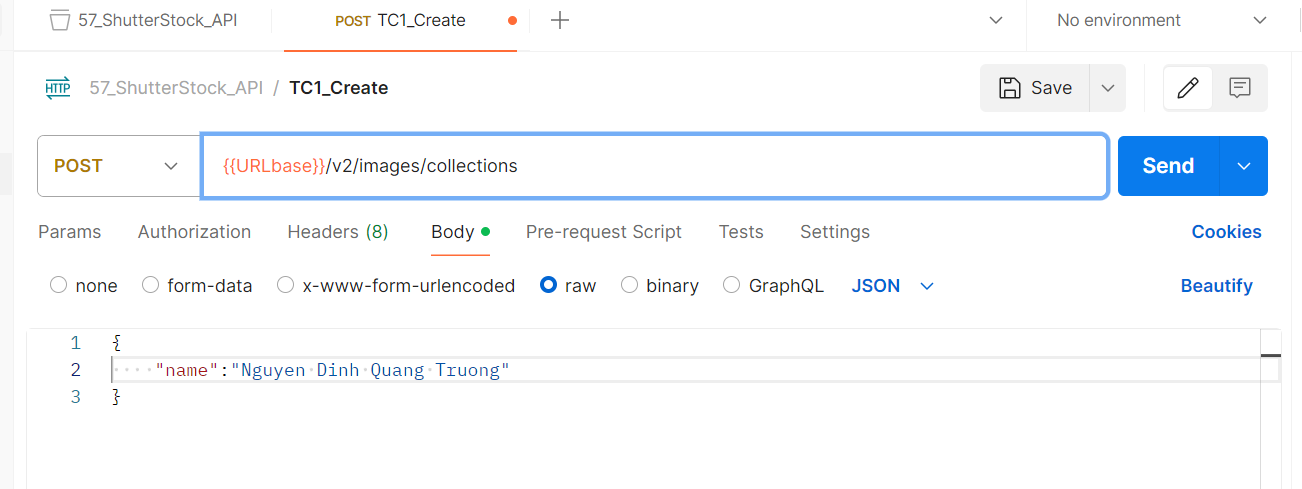 57_ShutterStock_API POST TC1_Create No environment
HTTP 57_ShutterStock_API / TC1_Create Save
POST {{URLbase}}/v2/images/collections Send
Params Authorization Headers (8) Body Pre-request Script Tests Settings Cookies
none form-data x-www-form-urlencoded raw binary GraphQL JSON Beautify
1 {
2 "name":"Nguyen Dinh Quang Truong"
3 }